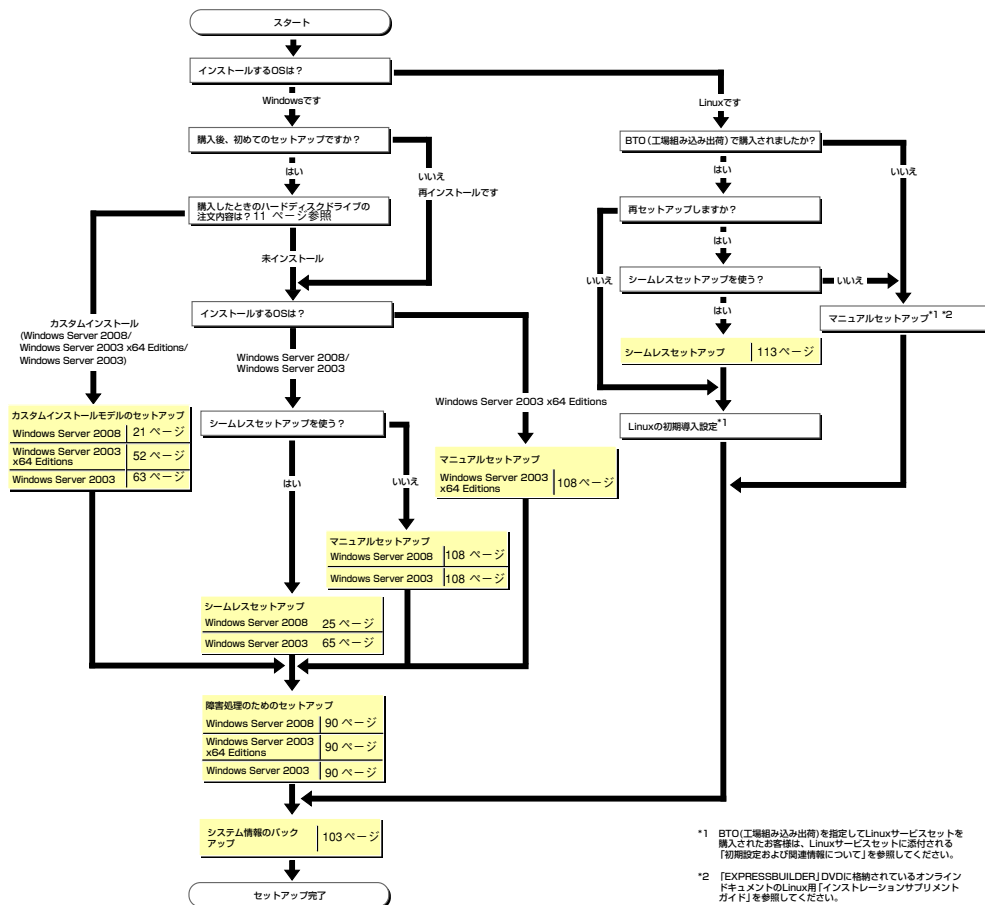 スタート
インストールするOSは？
Windowsです
Linuxです
購入後、初めてのセットアップですか？
はい
いいえ
再インストールです
購入したときのハードディスクドライブの
注文内容は？11 ページ参照
未インストール
カスタムインストール
(Windows Server 2008/
Windows Server 2003 x64 Editions/
Windows Server 2003)
インストールするOSは？
Windows Server 2008/
Windows Server 2003
Windows Server 2003 x64 Editions
カスタムインストールモデルのセットアップ
Windows Server 2008 21 ページ
Windows Server 2003
x64 Editions 52 ページ
Windows Server 2003 63 ページ
シームレスセットアップを使う？
はい
いいえ
マニュアルセットアップ
Windows Server 2003
x64 Editions 108 ページ
マニュアルセットアップ
Windows Server 2008 108 ページ
Windows Server 2003 108 ページ
シームレスセットアップ
Windows Server 2008 25 ページ
Windows Server 2003 65 ページ
障害処理のためのセットアップ
Windows Server 2008 90 ページ
Windows Server 2003
x64 Editions 90 ページ
Windows Server 2003 90 ページ
システム情報のバック
アップ 103 ページ
セットアップ完了
BTO（工場組み込み出荷）で購入されましたか？
はい
いいえ
再セットアップしますか？
はい
いいえ
シームレスセットアップを使う？
いいえ
はい
マニュアルセットアップ*1 *2
シームレスセットアップ 113 ページ
Linuxの初期導入設定*1
*1 BTO(工場組み込み出荷)を指定してLinuxサービスセットを
購入されたお客様は、Linuxサービスセットに添付される
「初期設定および関連情報について」を参照してください。
*2 「EXPRESSBUILDER」DVDに格納されているオンライン
ドキュメントのLinux用「インストレーションサプリメント
ガイド」を参照してください。